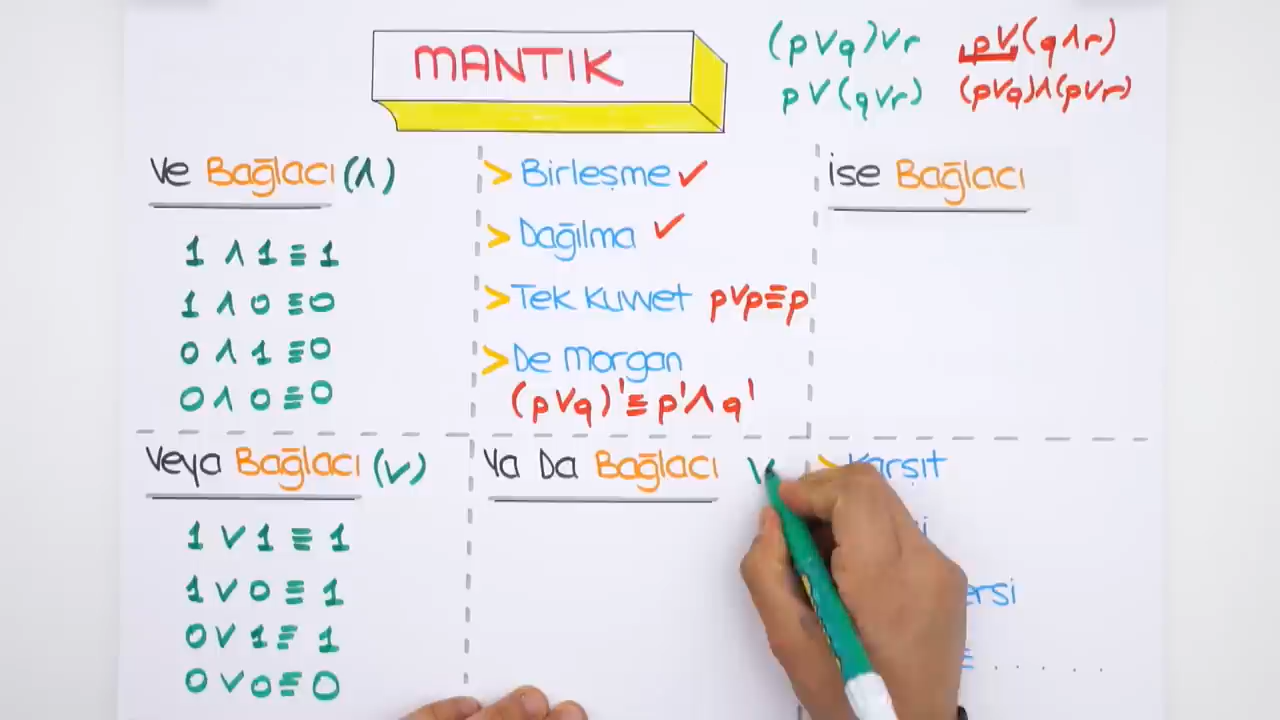 MANTIK
(p∨q)∨r
p∨(q∨r)
p∨(q∧r)
(p∨q)∧(p∨r)
Ve Bağlacı (∧)
1 ∧ 1 ≡ 1
1 ∧ 0 ≡ 0
0 ∧ 1 ≡ 0
0 ∧ 0 ≡ 0
> Birleşme ✓
> Dağılma ✓
> Tek Kuvvet p∨p≡p
> De Morgan
(p∨q)'≡p'∧q'
ise Bağlacı
Veya Bağlacı (∨)
1 ∨ 1 ≡ 1
1 ∨ 0 ≡ 1
0 ∨ 1 ≡ 1
0 ∨ 0 ≡ 0
Ya Da Bağlacı ∨
> Karşıt